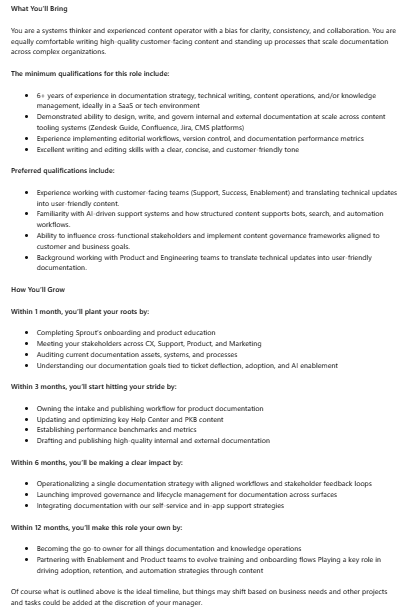 What You'll Bring
You are a systems thinker and experienced content operator with a bias for clarity, consistency, and collaboration. You are
equally comfortable writing high-quality customer-facing content and standing up processes that scale documentation
across complex organizations.
The minimum qualifications for this role include:
• 6+ years of experience in documentation strategy, technical writing, content operations, and/or knowledge
management, ideally in a SaaS or tech environment
• Demonstrated ability to design, write, and govern internal and external documentation at scale across content
tooling systems (Zendesk Guide, Confluence, Jira, CMS platforms)
• Experience implementing editorial workflows, version control, and documentation performance metrics
• Excellent writing and editing skills with a clear, concise, and customer-friendly tone
Preferred qualifications include:
• Experience working with customer-facing teams (Support, Success, Enablement) and translating technical updates
into user-friendly content.
• Familiarity with AI-driven support systems and how structured content supports bots, search, and automation
workflows.
• Ability to influence cross-functional stakeholders and implement content governance frameworks aligned to
customer and business goals.
• Background working with Product and Engineering teams to translate technical updates into user-friendly
documentation.
How You'll Grow
Within 1 month, you'll plant your roots by:
• Completing Sprout's onboarding and product education
• Meeting your stakeholders across CX, Support, Product, and Marketing
• Auditing current documentation assets, systems, and processes
• Understanding our documentation goals tied to ticket deflection, adoption, and AI enablement
Within 3 months, you'll start hitting your stride by:
• Owning the intake and publishing workflow for product documentation
• Updating and optimizing key Help Center and PKB content
• Establishing performance benchmarks and metrics
• Drafting and publishing high-quality internal and external documentation
Within 6 months, you'll be making a clear impact by:
• Operationalizing a single documentation strategy with aligned workflows and stakeholder feedback loops
• Launching improved governance and lifecycle management for documentation across surfaces
• Integrating documentation with our self-service and in-app support strategies
Within 12 months, you'll make this role your own by:
• Becoming the go-to owner for all things documentation and knowledge operations
• Partnering with Enablement and Product teams to evolve training and onboarding flows Playing a key role in
driving adoption, retention, and automation strategies through content
Of course what is outlined above is the ideal timeline, but things may shift based on business needs and other projects
and tasks could be added at the discretion of your manager.